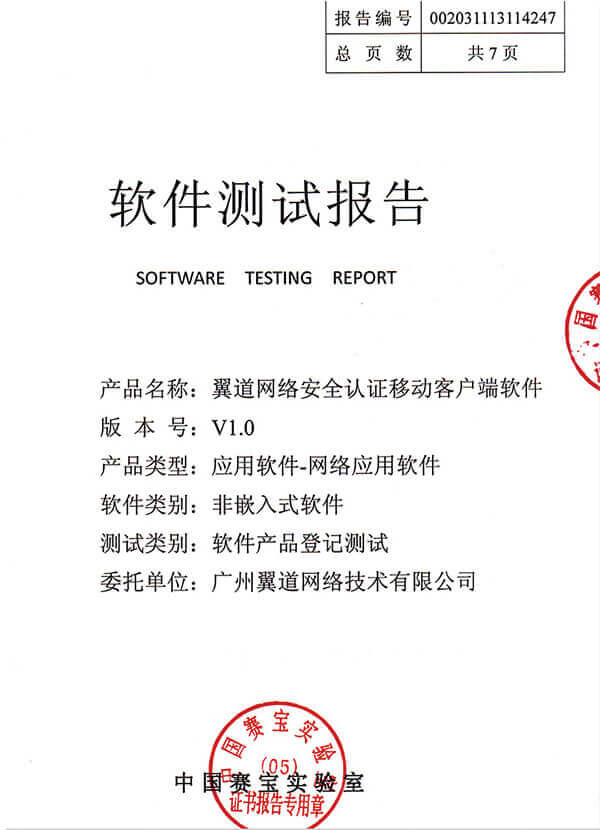 报告编号 002031113114247
总页数 共7页
软件测试报告
SOFTWARE TESTING REPORT
国赛
产品名称：翼道网络安全认证移动客户端软件
版本号：V1.0
产品类型：应用软件-网络应用软件
软件类别：非嵌入式软件
测试类别：软件产品登记测试
委托单位：广州翼道网络技术有限公司
中国赛宝实验室
(05)
中国赛宝实验室
证书报告专用章